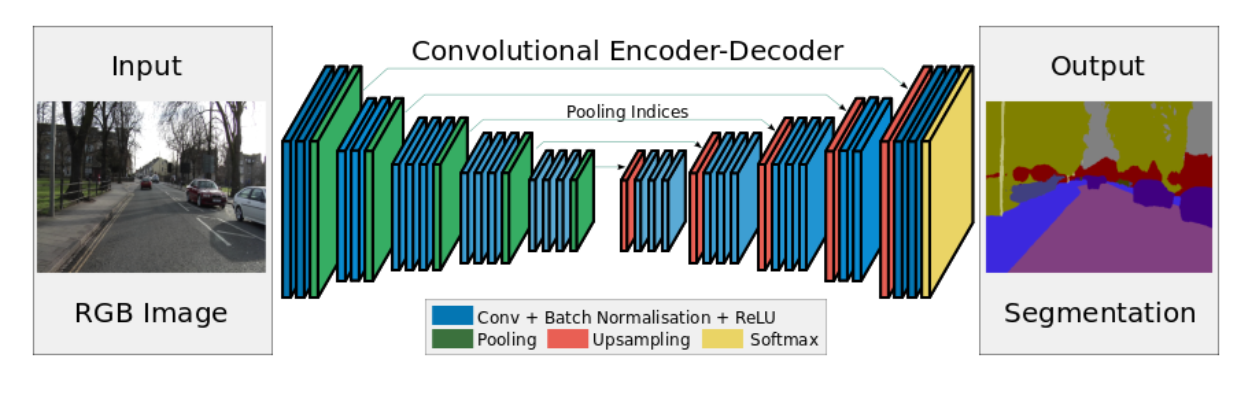 Convolutional Encoder-Decoder
Input
Output
Pooling Indices
RGB Image
Segmentation
Conv + Batch Normalisation + ReLU
Pooling
Upsampling
Softmax